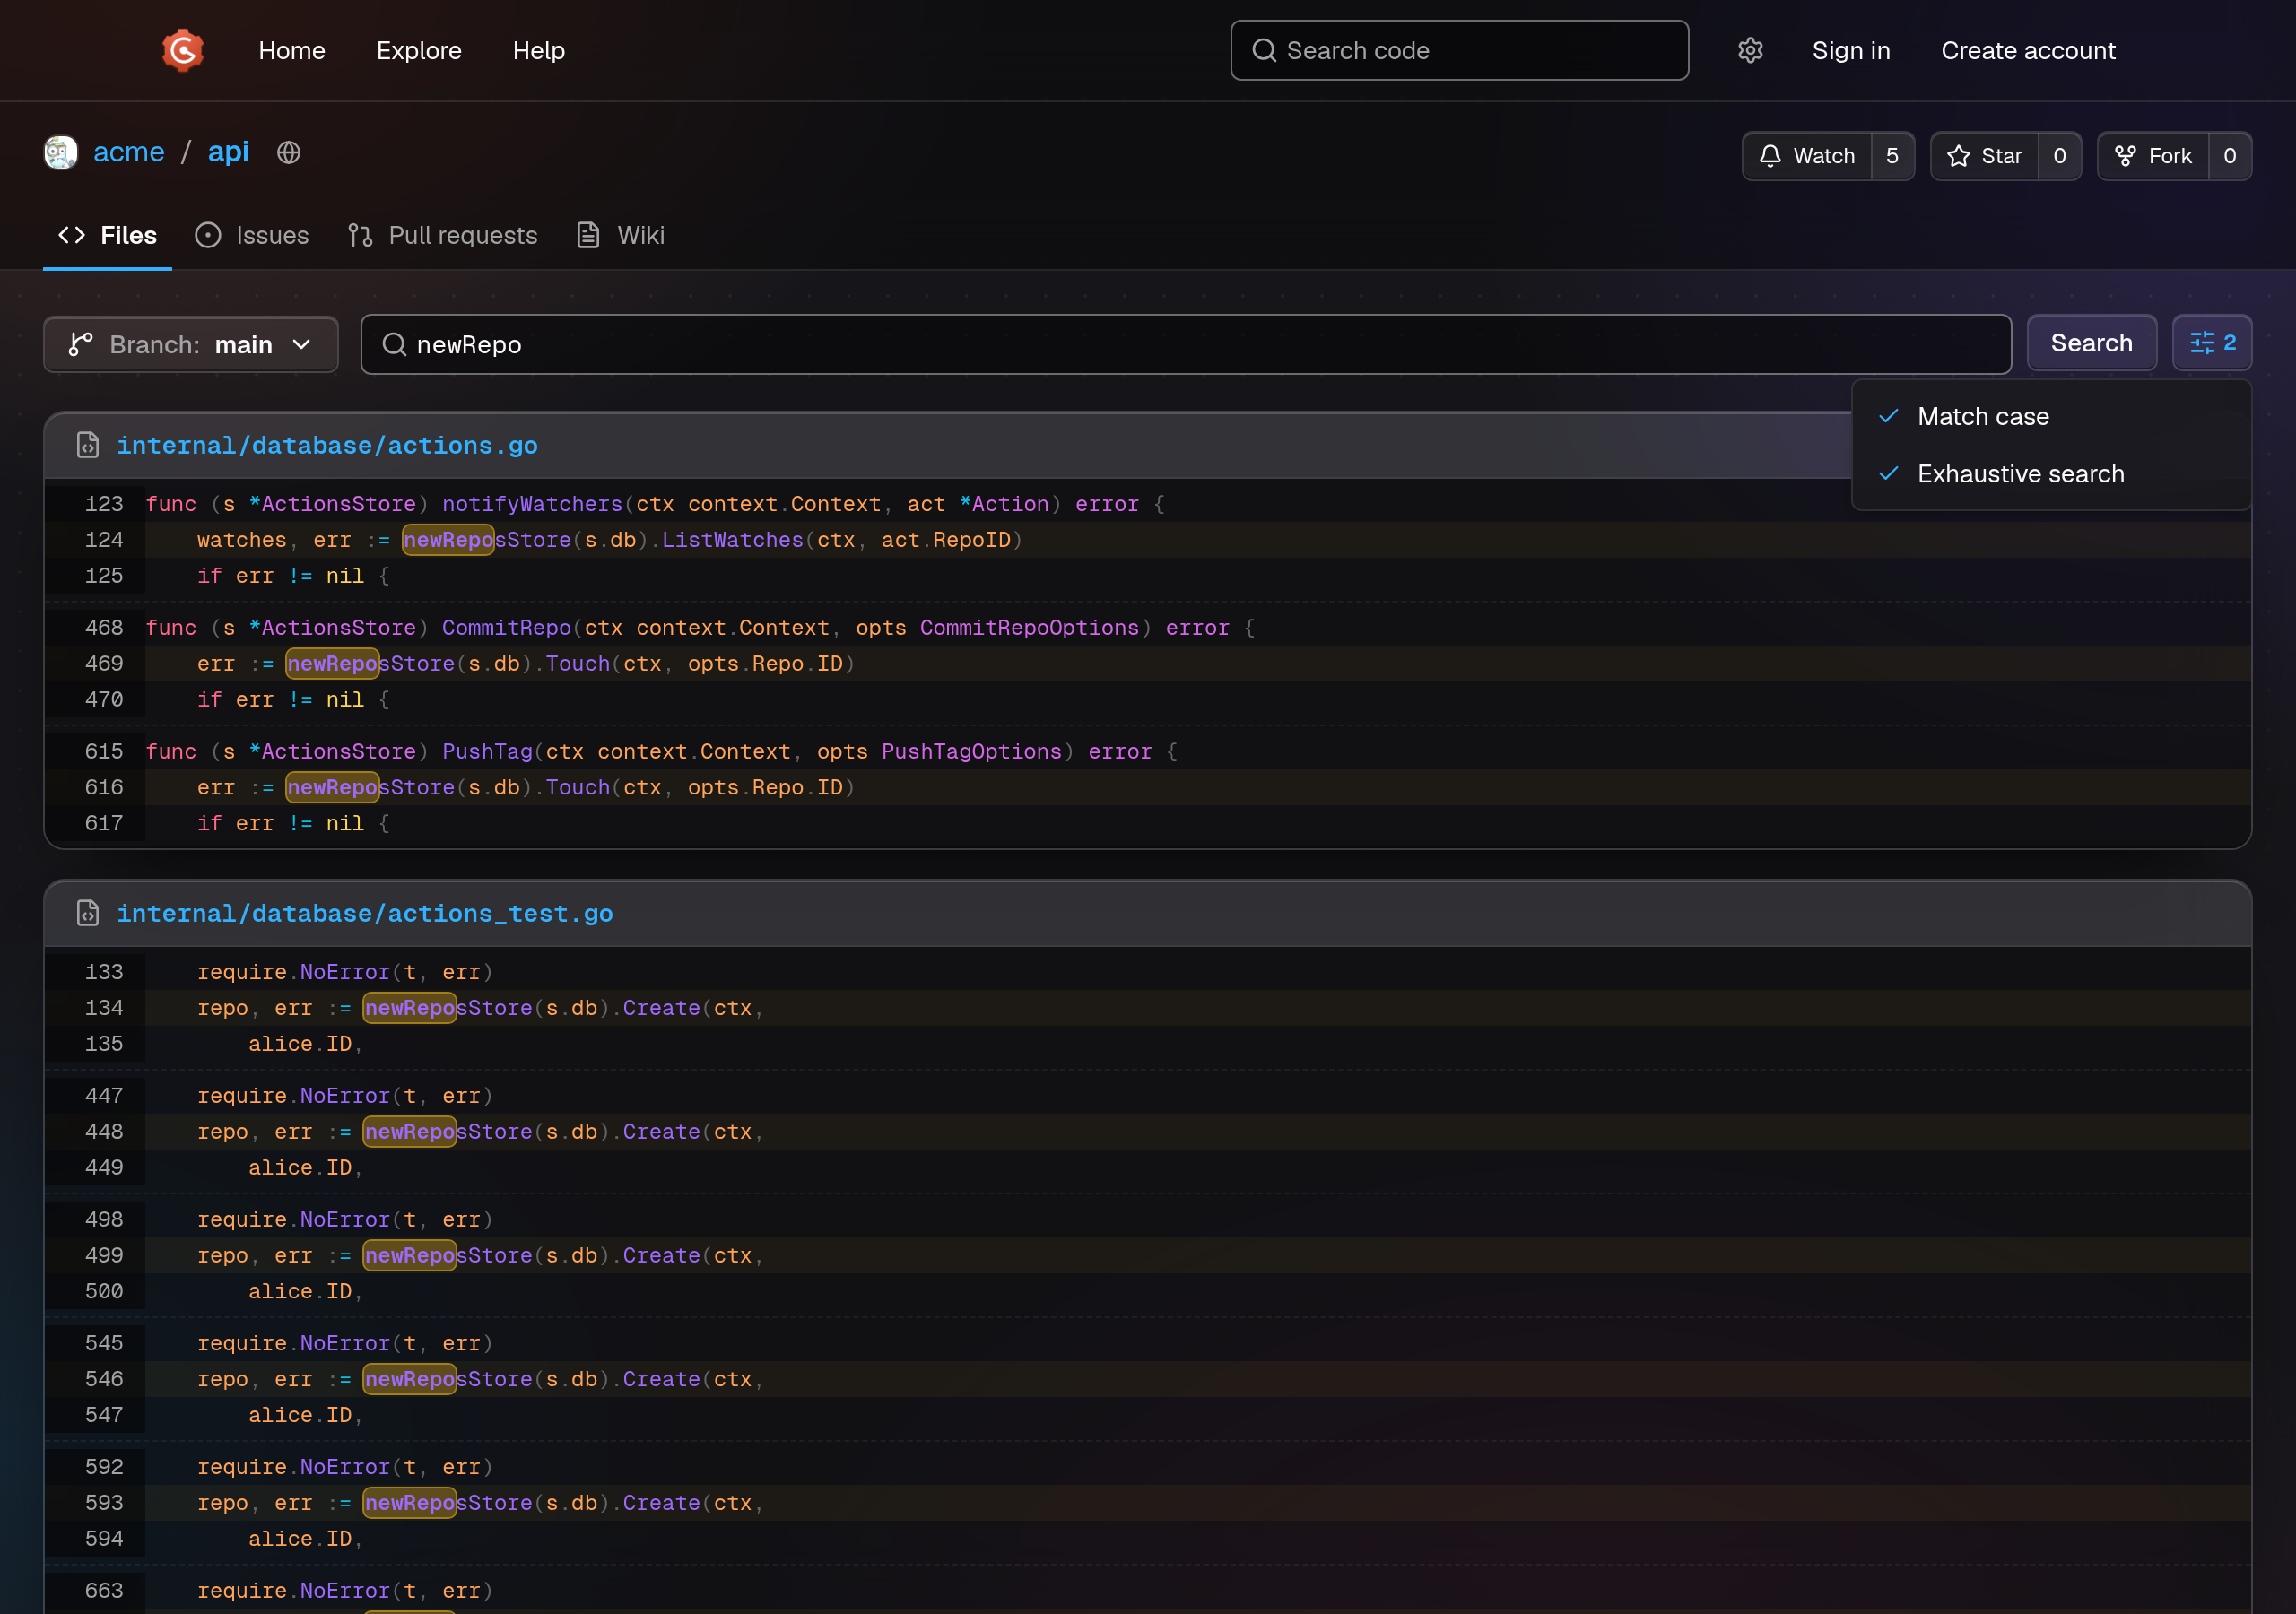 Home Explore Help Search code Sign in Create account
acme / api Watch 5 Star 0 Fork 0
Files Issues Pull requests Wiki
Branch: main newRepo Search 2
Match case
Exhaustive search
internal/database/actions.go
123 func (s *ActionsStore) notifyWatchers(ctx context.Context, act *Action) error {
124 watches, err := newReposStore(s.db).ListWatches(ctx, act.RepoID)
125 if err != nil {
468 func (s *ActionsStore) CommitRepo(ctx context.Context, opts CommitRepoOptions) error {
469 err := newReposStore(s.db).Touch(ctx, opts.Repo.ID)
470 if err != nil {
615 func (s *ActionsStore) PushTag(ctx context.Context, opts PushTagOptions) error {
616 err := newReposStore(s.db).Touch(ctx, opts.Repo.ID)
617 if err != nil {
internal/database/actions_test.go
133 require.NoError(t, err)
134 repo, err := newReposStore(s.db).Create(ctx,
135 alice.ID,
447 require.NoError(t, err)
448 repo, err := newReposStore(s.db).Create(ctx,
449 alice.ID,
498 require.NoError(t, err)
499 repo, err := newReposStore(s.db).Create(ctx,
500 alice.ID,
545 require.NoError(t, err)
546 repo, err := newReposStore(s.db).Create(ctx,
547 alice.ID,
592 require.NoError(t, err)
593 repo, err := newReposStore(s.db).Create(ctx,
594 alice.ID,
663 require.NoError(t, err)